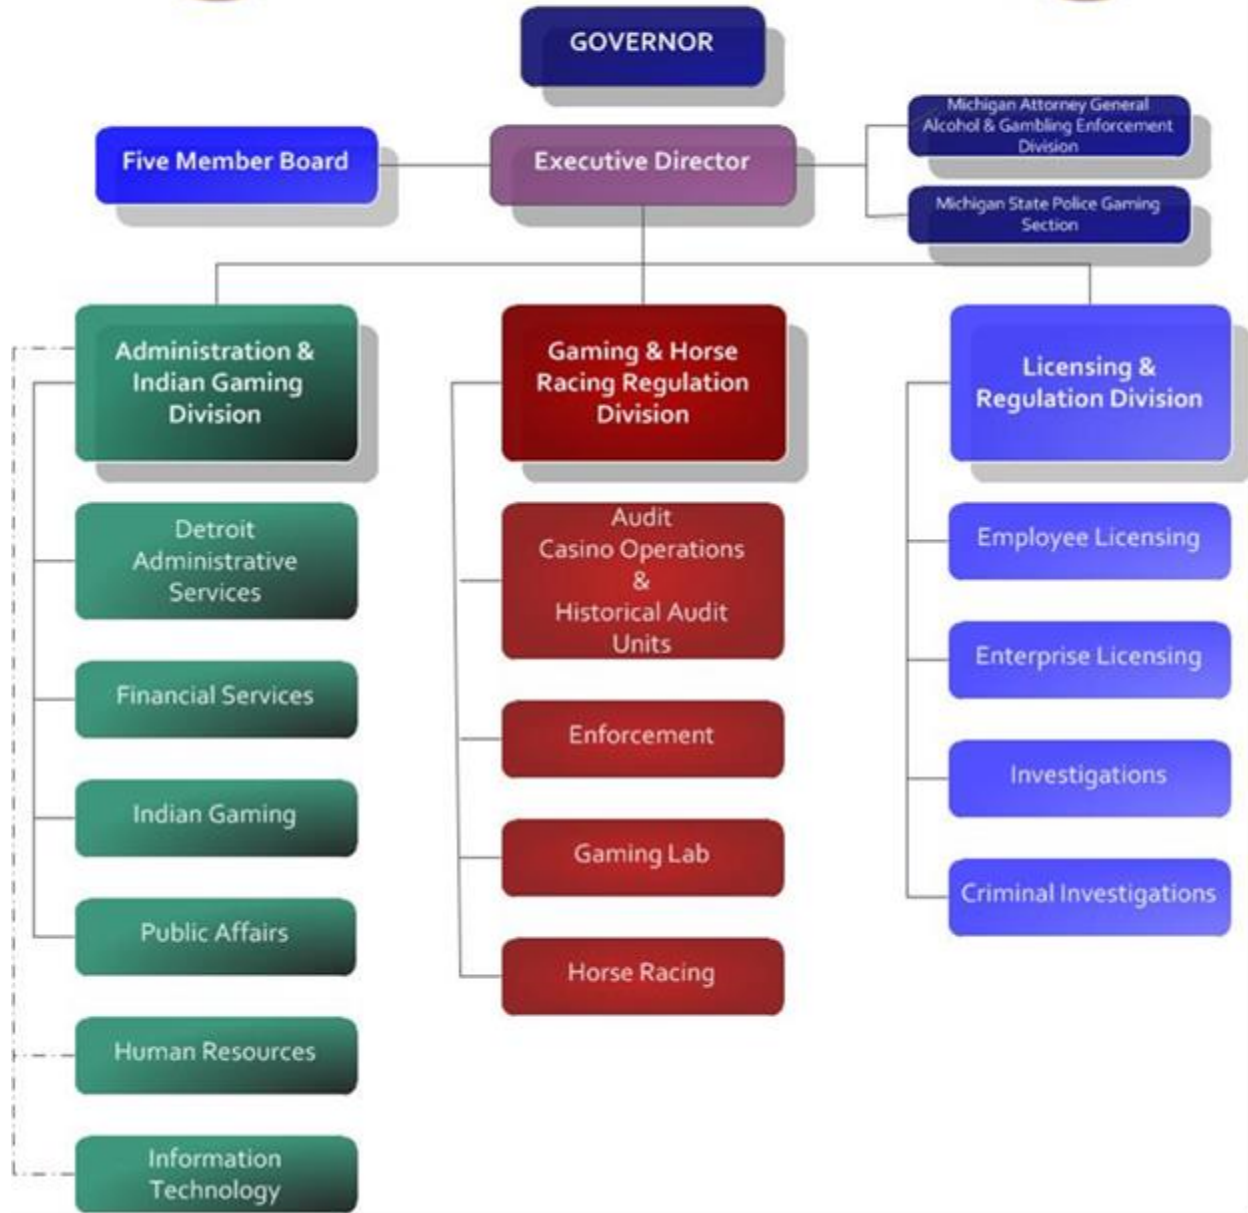 GOVERNOR
Michigan Attorney General
Alcohol & Gambling Enforcement
Division
Five Member Board
Executive Director
Michigan State Police Gaming
Section
Administration &
Indian Gaming
Division
Gaming & Horse
Racing Regulation
Division
Licensing &
Regulation Division
Detroit
Administrative
Services
Financial Services
Indian Gaming
Public Affairs
Human Resources
Information
Technology
Audit
Casino Operations
&
Historical Audit
Units
Enforcement
Gaming Lab
Horse Racing
Employee Licensing
Enterprise Licensing
Investigations
Criminal Investigations